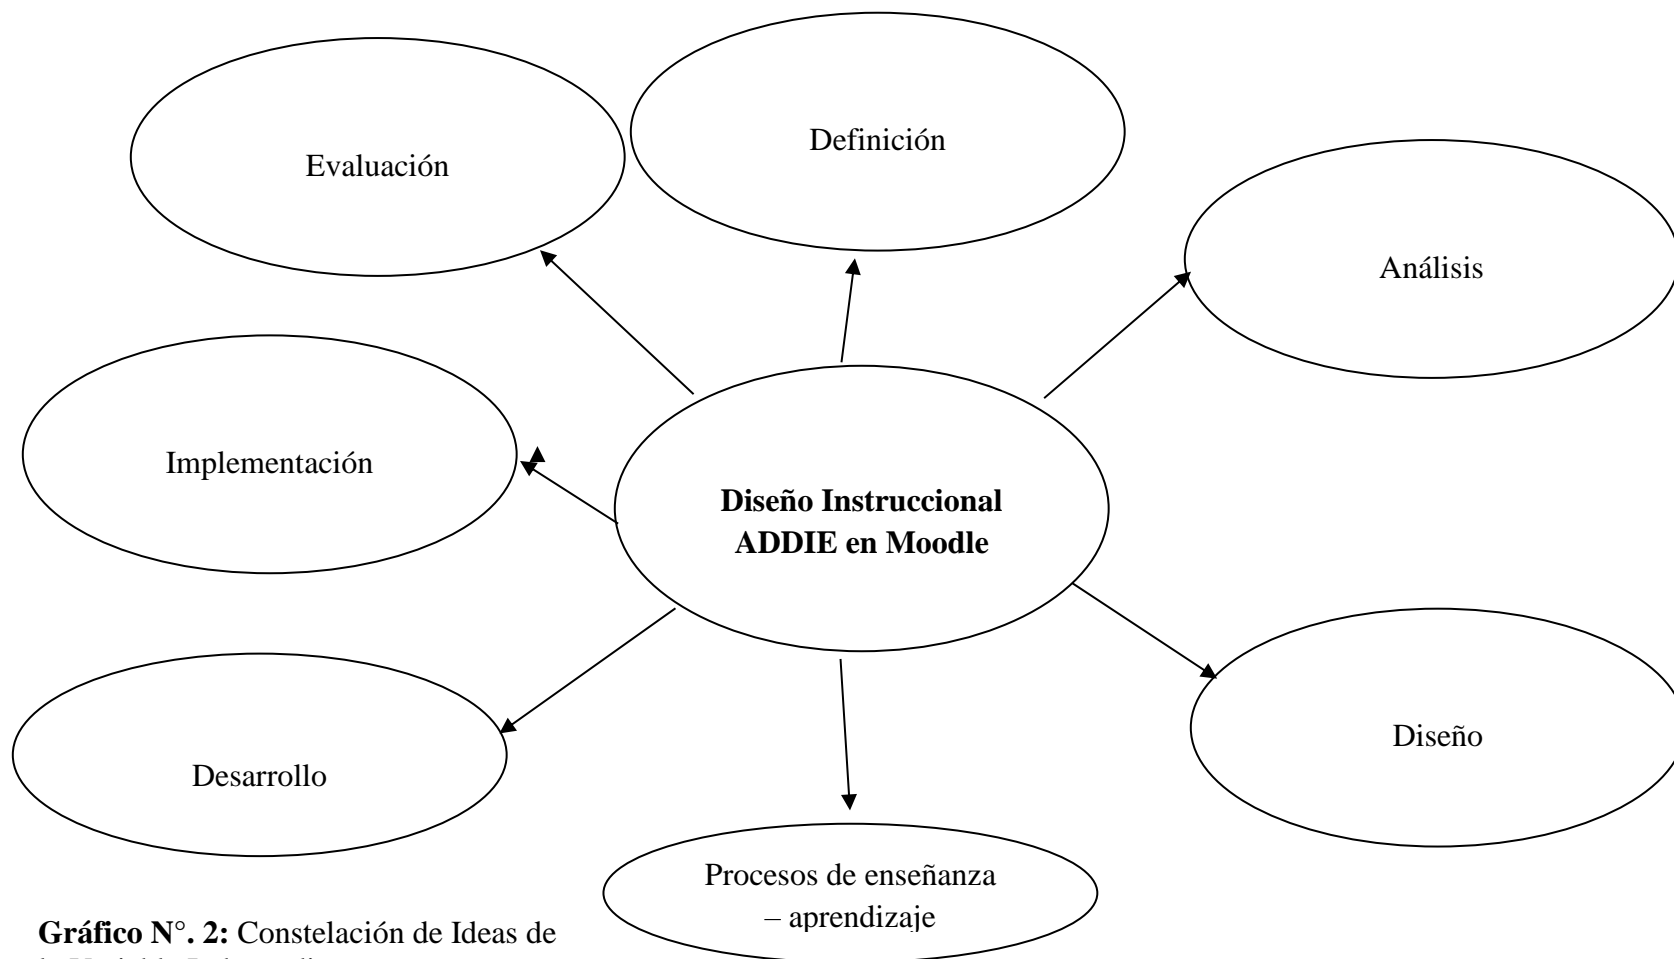 Definición
Evaluación
Análisis
Implementación
Diseño Instruccional
ADDIE en Moodle
Diseño
Desarrollo
Procesos de enseñanza
– aprendizaje
Gráfico N°. 2: Constelación de Ideas de